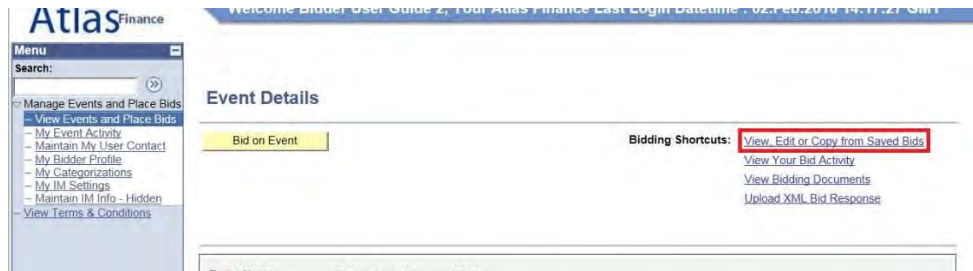 Atlas Finance
Welcome Bidder User Guide 2, Your Atlas Finance Last Login Datetime : 02.Feb.2016 14.17.27 GMT
Menu
Search:
Manage Events and Place Bids
– View Events and Place Bids
– My Event Activity
– Maintain My User Contact
– My Bidder Profile
– My Categorizations
– My IM Settings
– Maintain IM Info - Hidden
– View Terms & Conditions
Event Details
Bid on Event
Bidding Shortcuts: View, Edit or Copy from Saved Bids
View Your Bid Activity
View Bidding Documents
Upload XML Bid Response